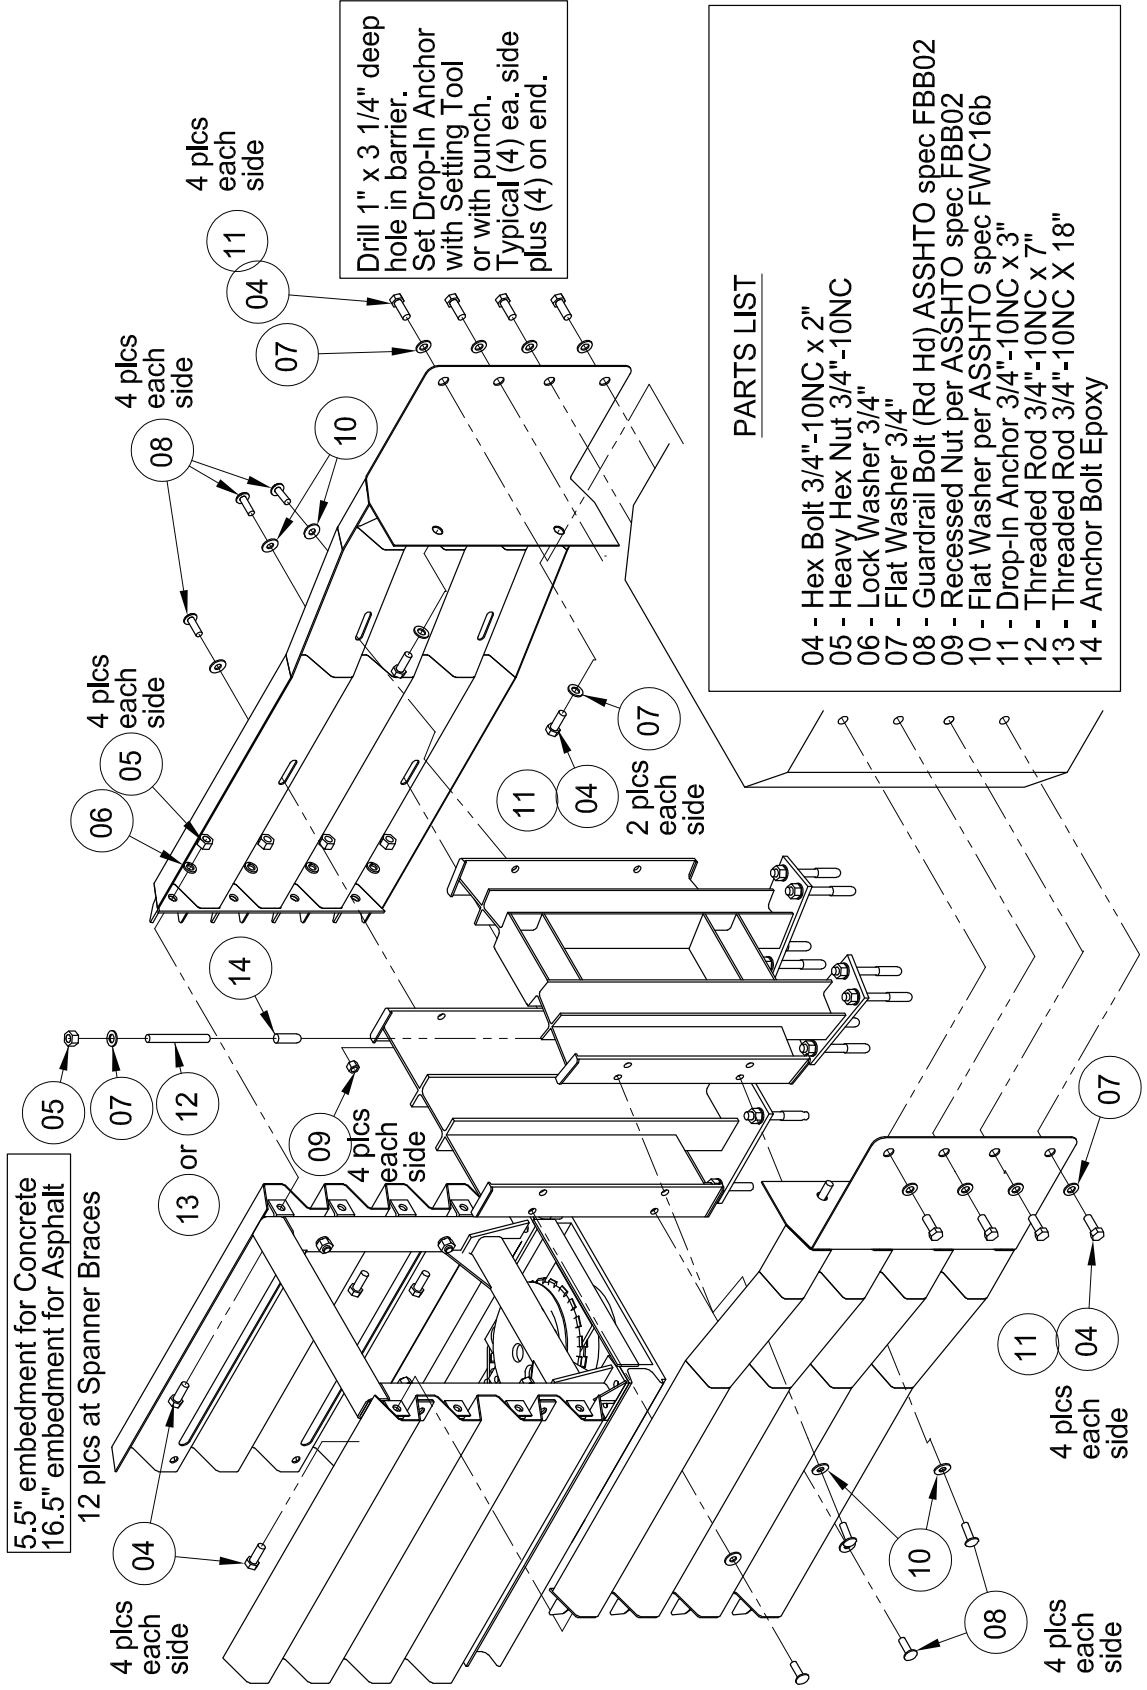 5.5" embedment for Concrete
16.5" embedment for Asphalt
12 plcs at Spanner Braces
05
07
13 or 12
14
04
4 plcs
each
side
09
4 plcs
each
side
06
05
4 plcs
each
side
08
4 plcs
each
side
10
07
04
11
4 plcs
each
side
Drill 1" x 3 1/4" deep
hole in barrier.
Set Drop-In Anchor
with Setting Tool
or with punch.
Typical (4) ea. side
plus (4) on end.
11
04
07
2 plcs
each
side
PARTS LIST
04 - Hex Bolt 3/4"-10NC x 2"
05 - Heavy Hex Nut 3/4"-10NC
06 - Lock Washer 3/4"
07 - Flat Washer 3/4"
08 - Guardrail Bolt (Rd Hd) ASSHTO spec FBB02
09 - Recessed Nut per ASSHTO spec FBB02
10 - Flat Washer per ASSHTO spec FWC16b
11 - Drop-In Anchor 3/4"-10NC x 3"
12 - Threaded Rod 3/4"-10NC x 7"
13 - Threaded Rod 3/4"-10NC X 18"
14 - Anchor Bolt Epoxy
07
11
04
4 plcs
each
side
10
08
4 plcs
each
side